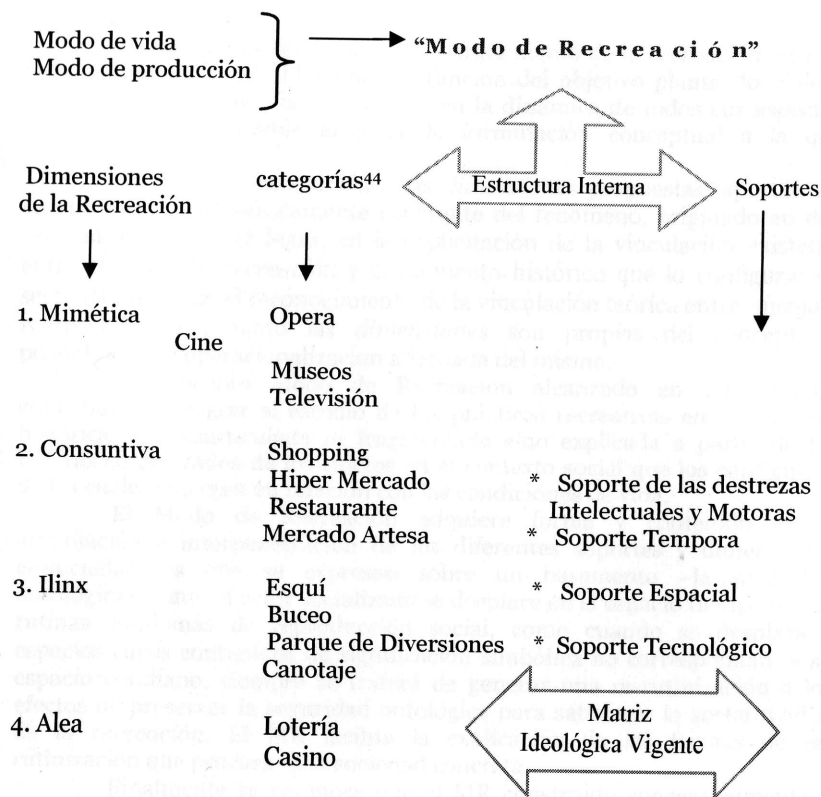 Modo de vida
Modo de producción
"Modo de Recreación"
Dimensiones
de la Recreación
categorías44
Estructura Interna
Soportes
1. Mimética
Opera
Cine
Museos
Televisión
2. Consuntiva
Shopping
Hiper Mercado
Restaurante
Mercado Artesa
* Soporte de las destrezas
Intelectuales y Motoras
* Soporte Tempora
3. Ilinx
Esquí
Buceo
Parque de Diversiones
Canotaje
* Soporte Espacial
* Soporte Tecnológico
4. Alea
Lotería
Casino
Matriz
Ideológica Vigente